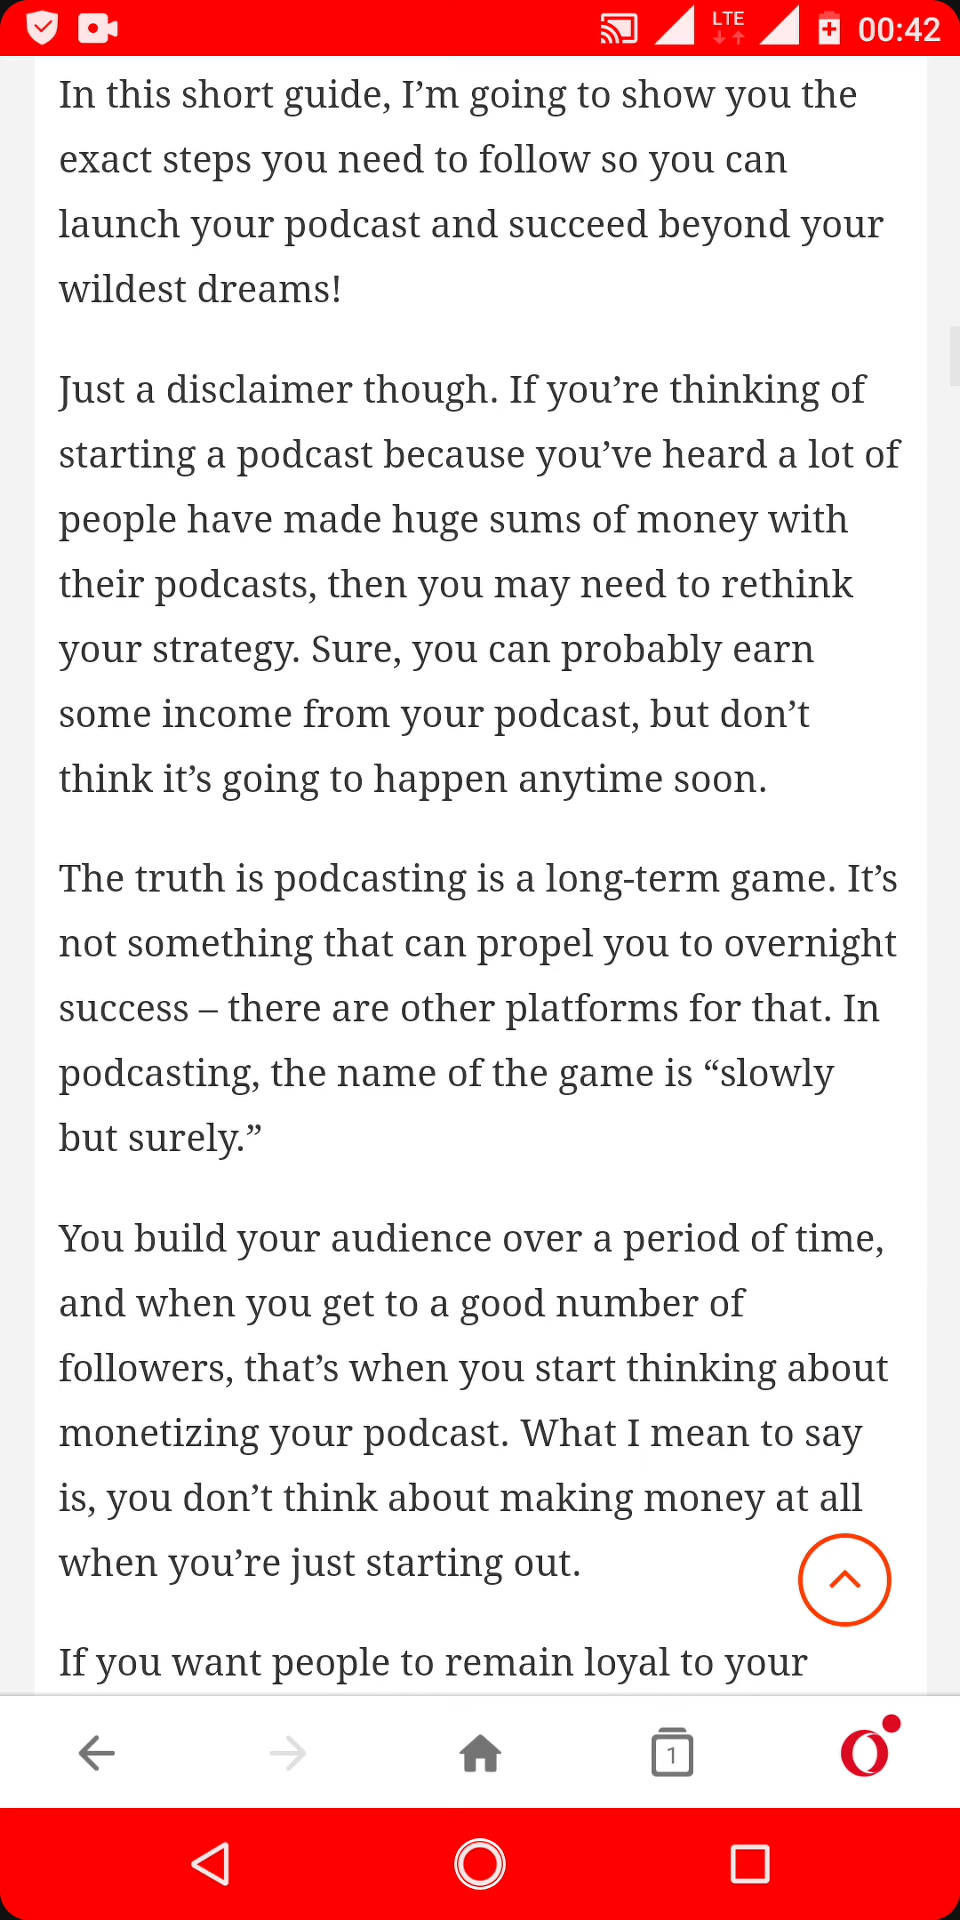 LTE
00:42
In this short guide, I’m going to show you the
exact steps you need to follow so you can
launch your podcast and succeed beyond your
wildest dreams!
Just a disclaimer though. If you’re thinking of
starting a podcast because you’ve heard a lot of
people have made huge sums of money with
their podcasts, then you may need to rethink
your strategy. Sure, you can probably earn
some income from your podcast, but don’t
think it’s going to happen anytime soon.
The truth is podcasting is a long-term game. It’s
not something that can propel you to overnight
success – there are other platforms for that. In
podcasting, the name of the game is “slowly
but surely.”
You build your audience over a period of time,
and when you get to a good number of
followers, that’s when you start thinking about
monetizing your podcast. What I mean to say
is, you don’t think about making money at all
when you’re just starting out.
If you want people to remain loyal to your
1